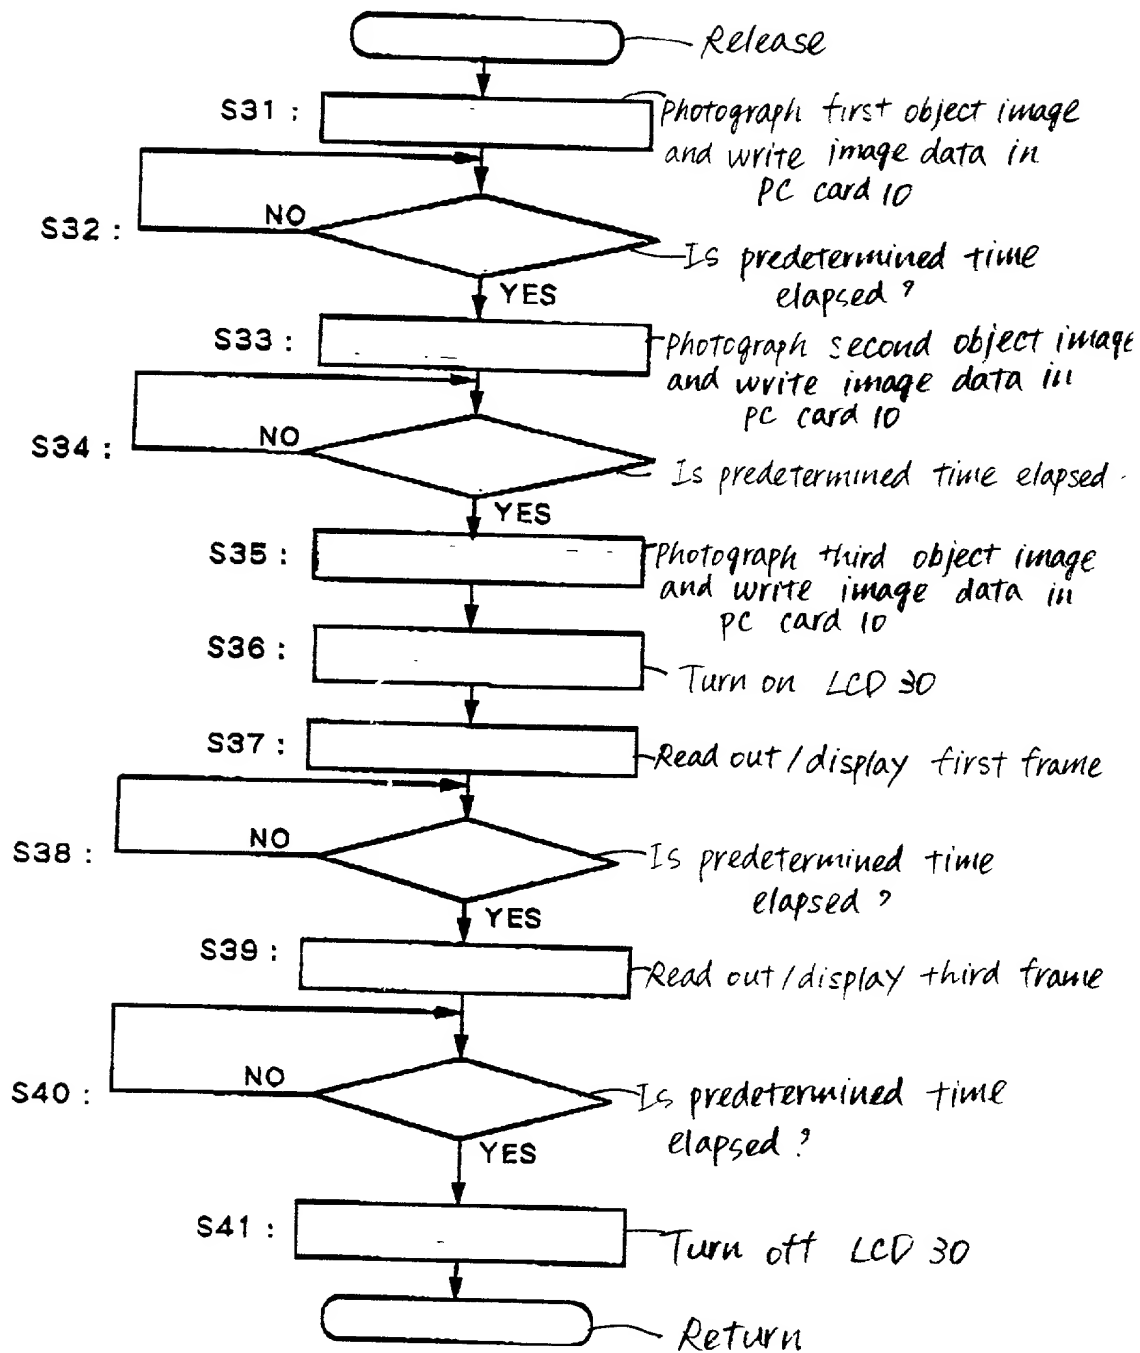 Release
S31 :
Photograph first object image
and write image data in
PC card 10
NO
S32 :
Is predetermined time
elapsed ?
YES
S33 :
Photograph second object image
and write image data in
PC card 10
NO
S34 :
Is predetermined time elapsed.
YES
S35 :
Photograph third object image
and write image data in
PC card 10
S36 :
Turn on LCD 30
S37 :
Read out/display first frame
NO
S38 :
Is predetermined time
elapsed ?
YES
S39 :
Read out/display third frame
NO
S40 :
Is predetermined time
elapsed ?
YES
S41 :
Turn off LCD 30
Return